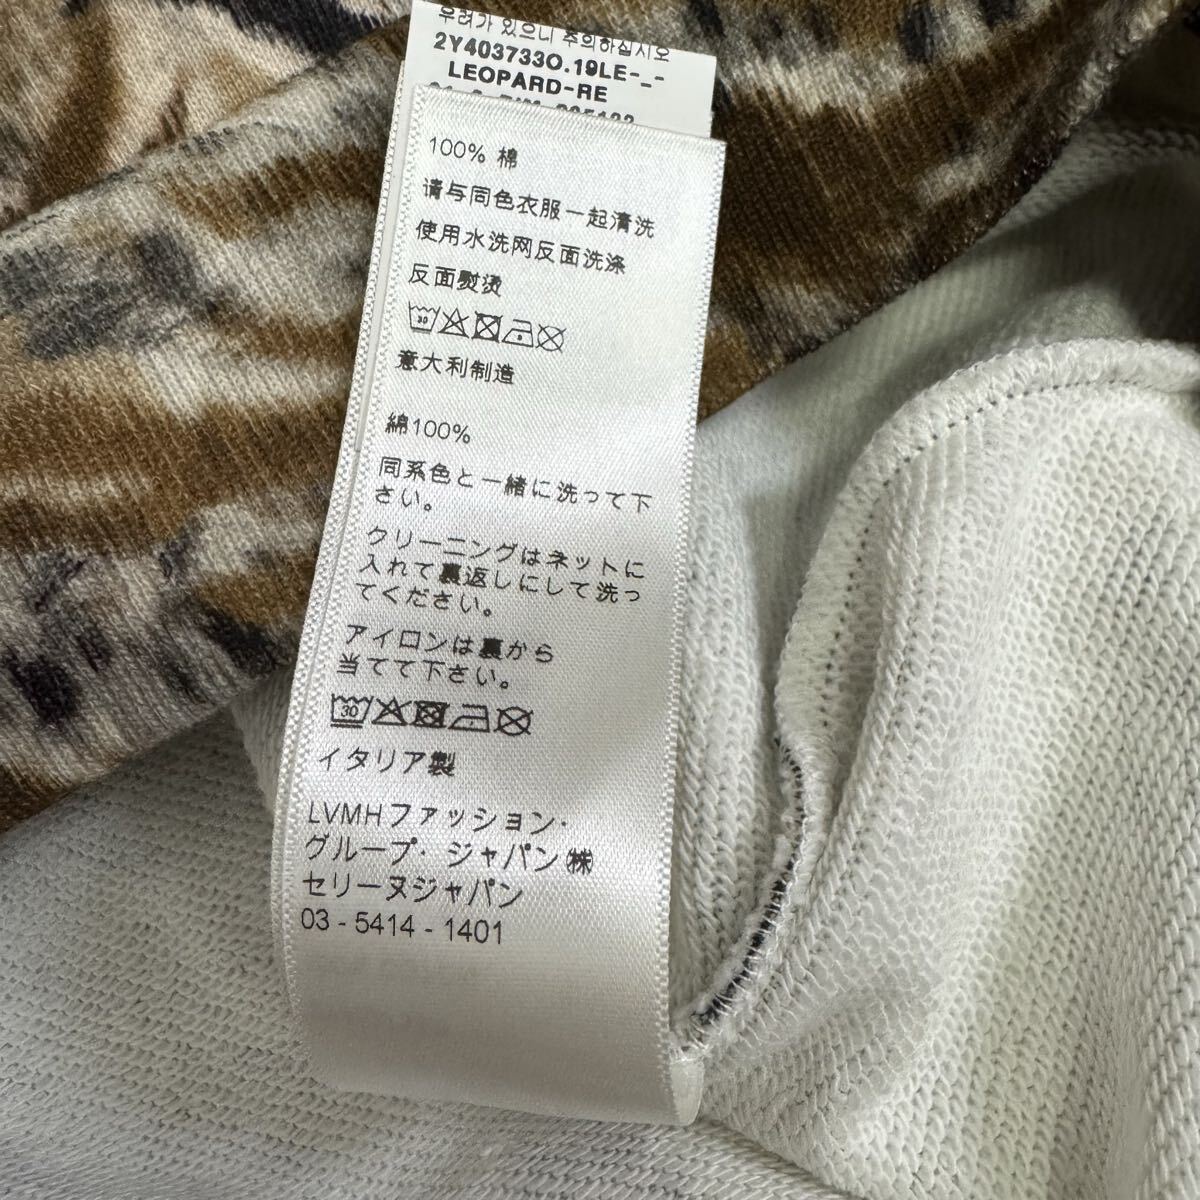 우려가 있으니 주의하십시오
2Y403733O.19LE-_-
LEOPARD-RE
100% 棉
请与同色衣服一起清洗
使用水洗网反面洗涤
反面熨烫
30
意大利制造
綿100%
同系色と一緒に洗って下
さい。
クリーニングはネットに
入れて裏返しにして洗っ
てください。
アイロンは裏から
当てて下さい。
30
イタリア製
LVMHファッション・
グループ・ジャパン㈱
セリーヌジャパン
03 - 5414 - 1401